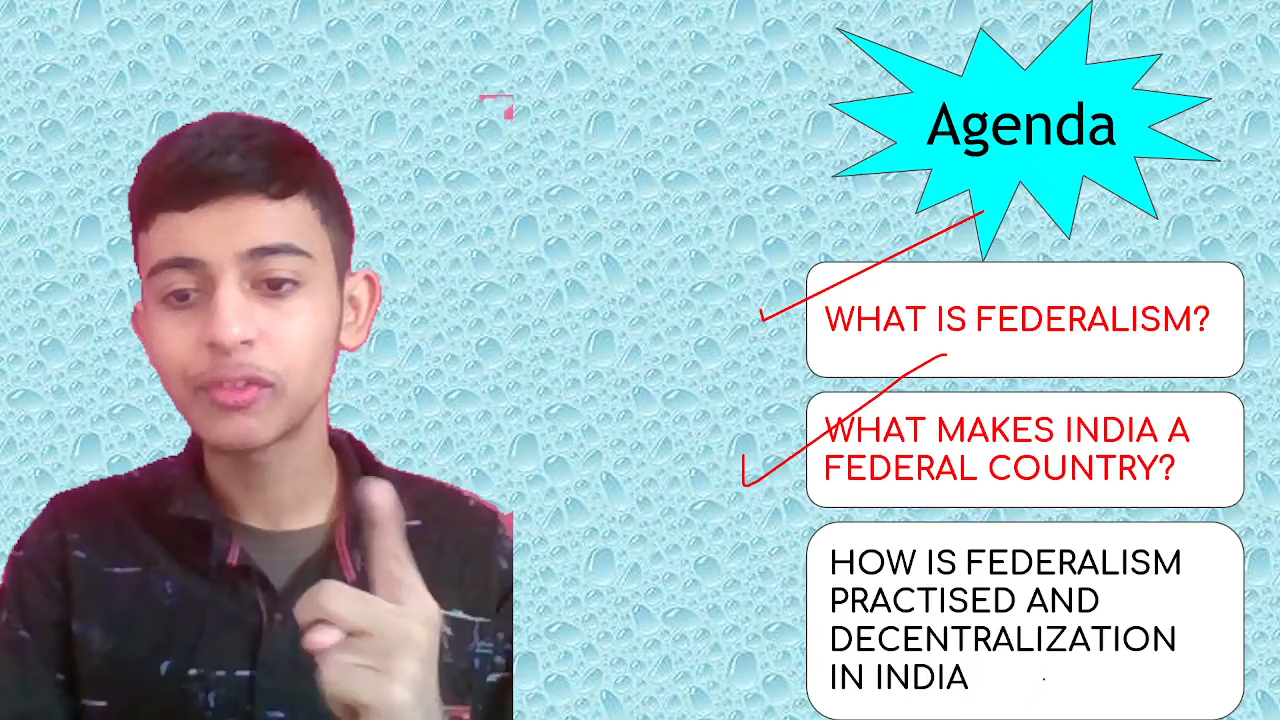 Agenda
WHAT IS FEDERALISM?
WHAT MAKES INDIA A
FEDERAL COUNTRY?
HOW IS FEDERALISM
PRACTISED AND
DECENTRALIZATION
IN INDIA